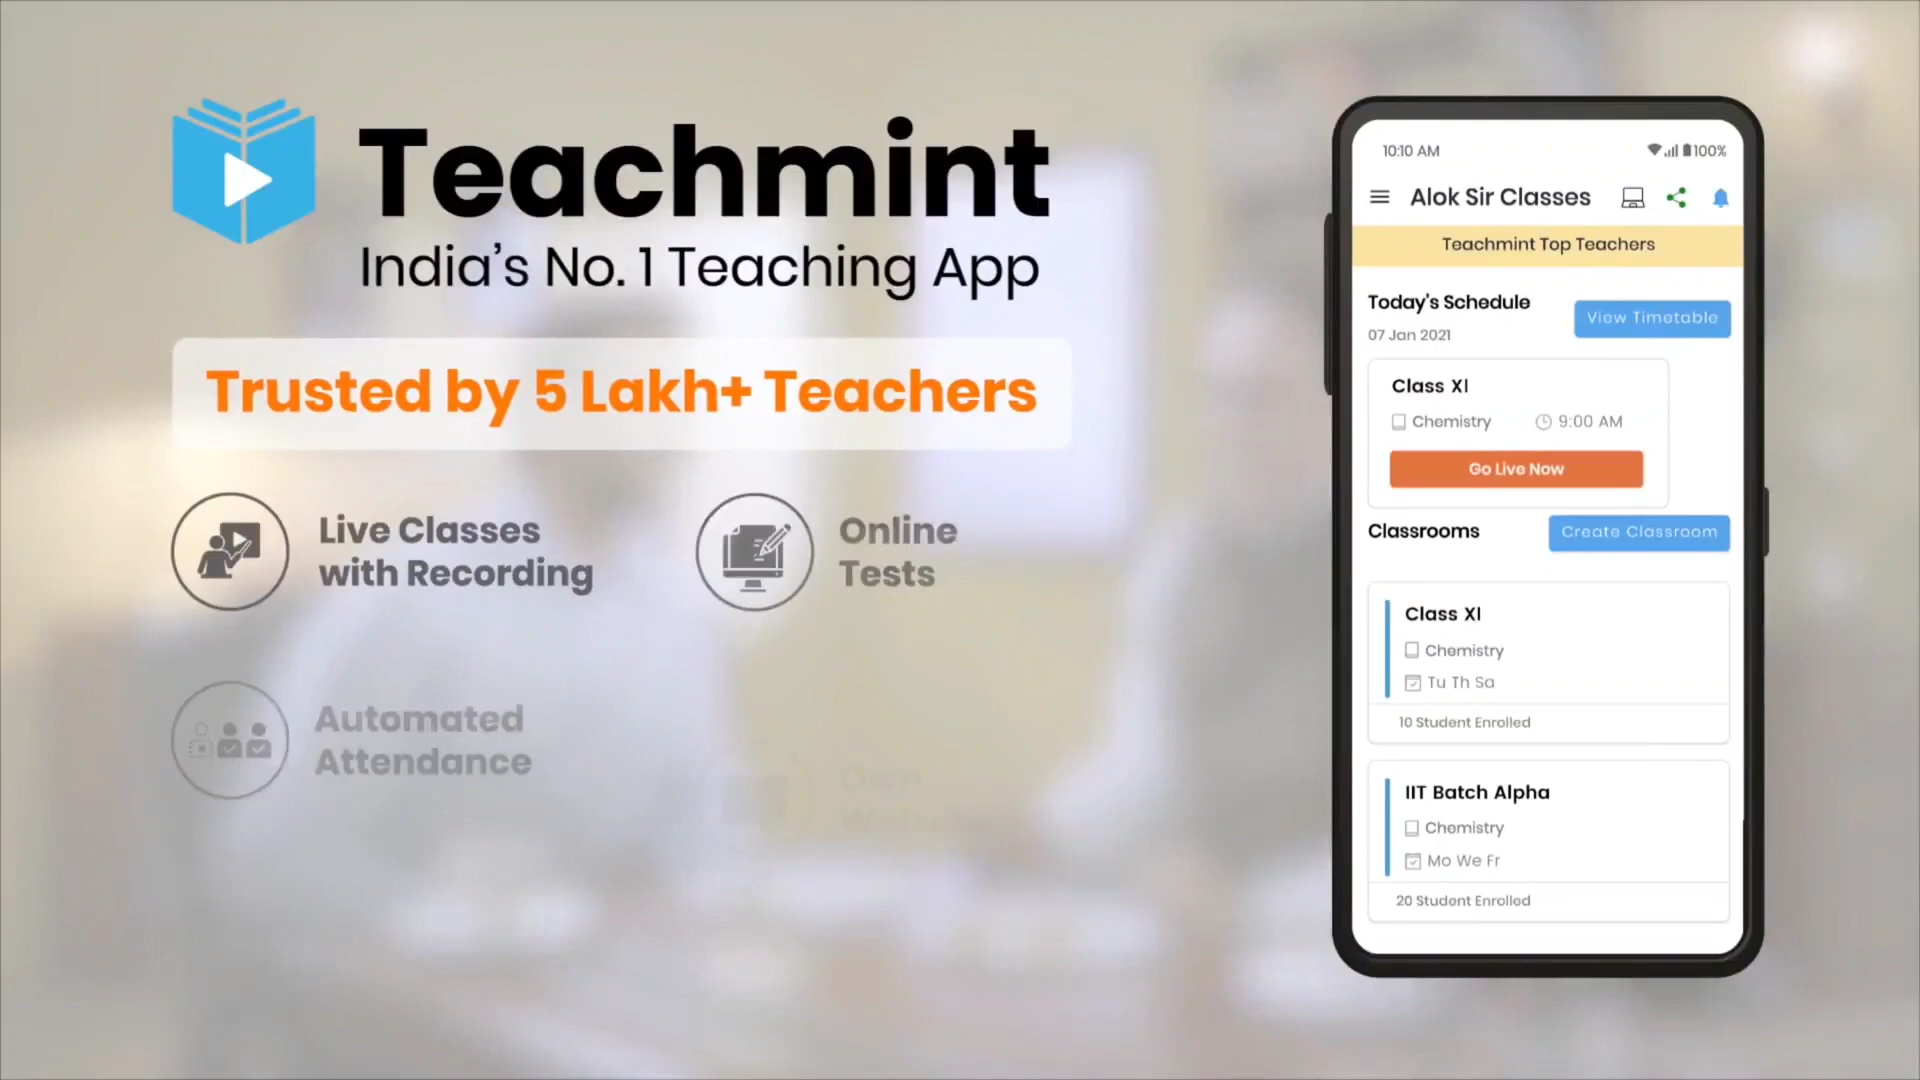 Teachmint
India's No. 1 Teaching App
Trusted by 5 Lakh+ Teachers
Live Classes
with Recording
Online
Tests
Automated
Attendance
10:10 AM
100%
Alok Sir Classes
Teachmint Top Teachers
Today's Schedule
View Timetable
07 Jan 2021
Class XI
Chemistry
9:00 AM
Go Live Now
Classrooms
Create Classroom
Class XI
Chemistry
Tu Th Sa
10 Student Enrolled
IIT Batch Alpha
Chemistry
Mo We Fr
20 Student Enrolled